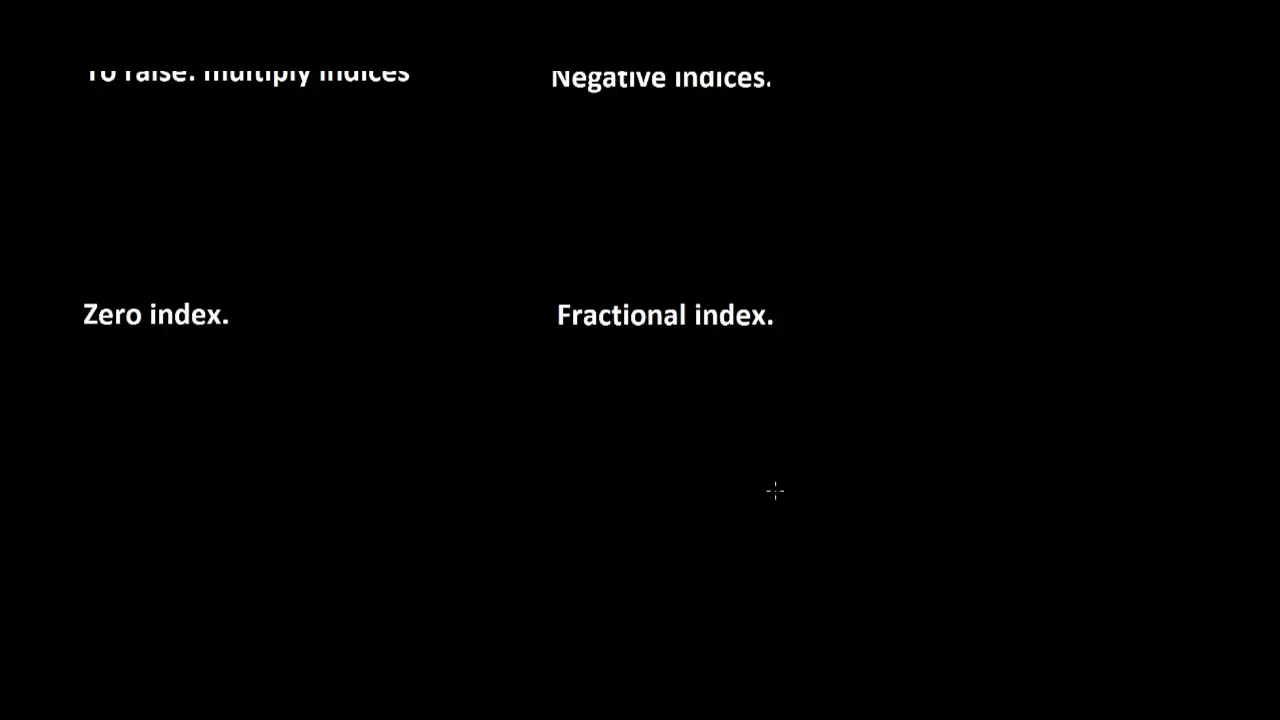 To raise: multiply indices
Negative indices.
Zero index.
Fractional index.